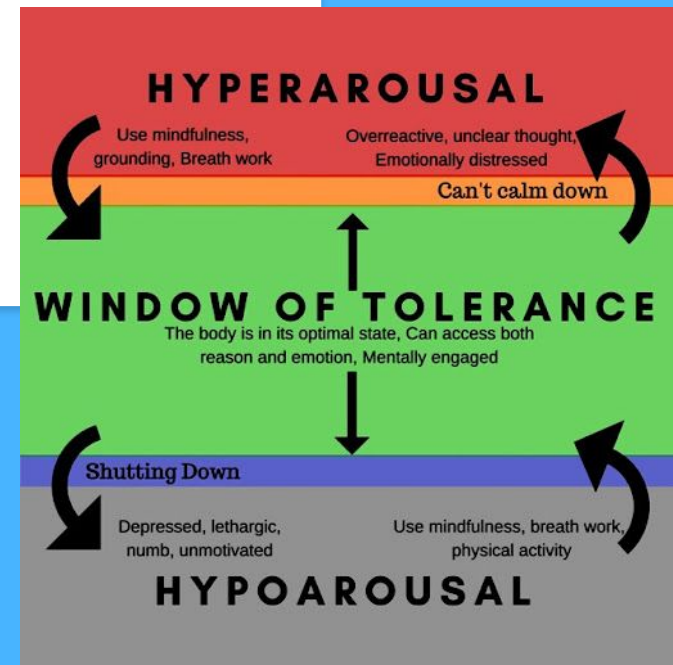 HYPERAROUSAL
Use mindfulness,
grounding, Breath work
Overreactive, unclear thought,
Emotionally distressed
Can't calm down
WINDOW OF TOLERANCE
The body is in its optimal state, Can access both
reason and emotion, Mentally engaged
Shutting Down
Depressed, lethargic,
numb, unmotivated
Use mindfulness, breath work,
physical activity
HYPOAROUSAL